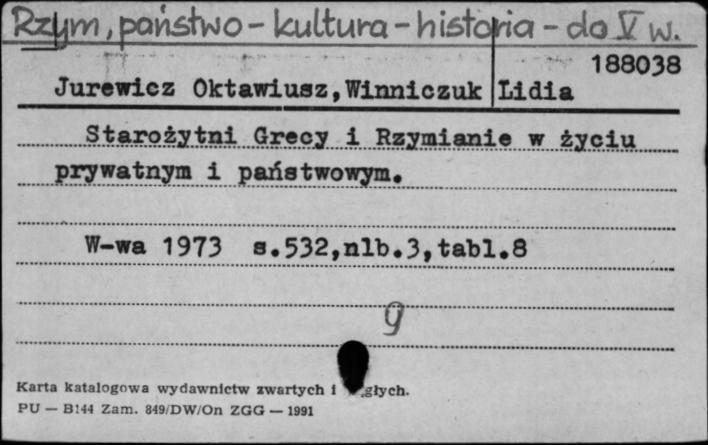 Rzym, państwo - kultura - historia - do V w.
188038
Jurewicz Oktawiusz, Winniczuk Lidia
Starożytni Grecy i Rzymianie w życiu
prywatnym i państwowym.
W-wa 1973 s.532,nlb.3,tabl.8
g
Karta katalogowa wydawnictw zwartych i
PU — B144 Zam. 849/DW/On ZGG — 1991